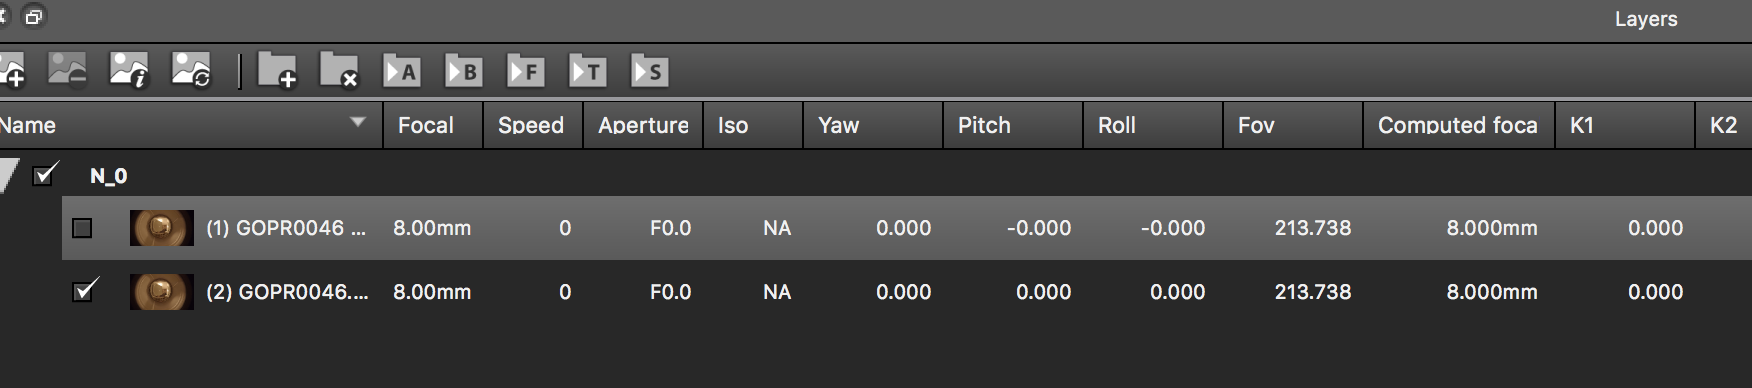 Layers
A B F T S
Name Focal Speed Aperture Iso Yaw Pitch Roll Fov Computed foca K1 K2
N_0
(1) GOPR0046 ... 8.00mm 0 F0.0 NA 0.000 -0.000 -0.000 213.738 8.000mm 0.000
(2) GOPR0046.... 8.00mm 0 F0.0 NA 0.000 0.000 0.000 213.738 8.000mm 0.000